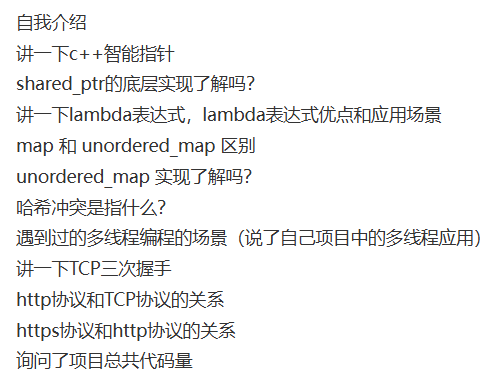 自我介绍
讲一下c++智能指针
shared_ptr的底层实现了解吗？
讲一下lambda表达式，lambda表达式优点和应用场景
map 和 unordered_map 区别
unordered_map 实现了解吗？
哈希冲突是指什么？
遇到过的多线程编程的场景（说了自己项目中的多线程应用）
讲一下TCP三次握手
http协议和TCP协议的关系
https协议和http协议的关系
询问了项目总共代码量